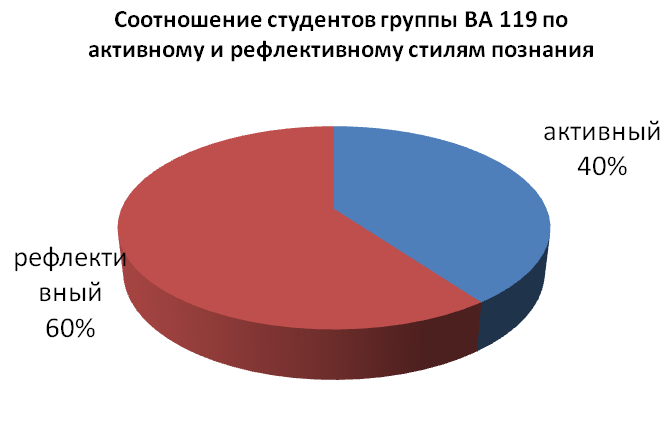 Соотношение студентов группы ВА 119 по
активному и рефлективному стилям познания
активный
40%
рефлекти
вный
60%